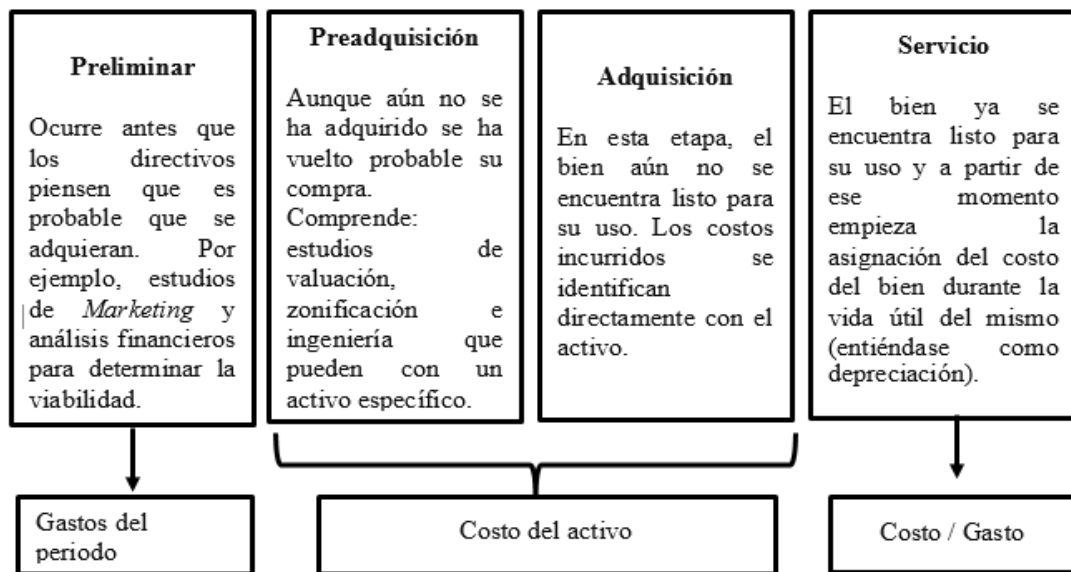 Preliminar
Ocurre antes que
los directivos
piensen que es
probable que se
adquieran. Por
ejemplo, estudios
de Marketing y
análisis financieros
para determinar la
viabilidad.
Preadquisición
Aunque aún no se
ha adquirido se ha
vuelto probable su
compra.
Comprende:
estudios de
valuación,
zonificación e
ingeniería que
pueden con un
activo específico.
Adquisición
En esta etapa, el
bien aún no se
encuentra listo para
su uso. Los costos
incurridos se
identifican
directamente con el
activo.
Servicio
El bien ya se
encuentra listo para
su uso y a partir de
ese momento
empieza la
asignación del costo
del bien durante la
vida útil del mismo
(entiéndase como
depreciación).
Gastos del
periodo
Costo del activo
Costo / Gasto